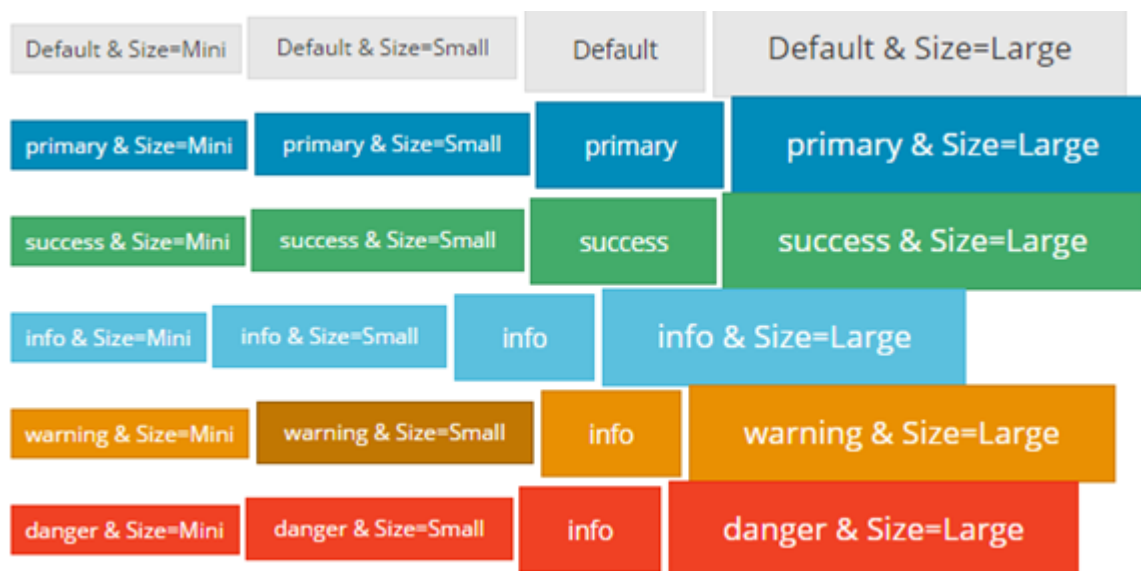 Default & Size=Mini Default & Size=Small Default Default & Size=Large
primary & Size=Mini primary & Size=Small primary primary & Size=Large
success & Size=Mini success & Size=Small success success & Size=Large
info & Size=Mini info & Size=Small info info & Size=Large
warning & Size=Mini warning & Size=Small info warning & Size=Large
danger & Size=Mini danger & Size=Small info danger & Size=Large